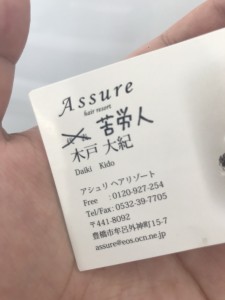 Assure
hair resort
苦労人
木戸 大紀
Daiki Kido
アシュリ ヘアリゾート
Free : 0120-927-254
Tel/Fax : 0532-39-7705
〒441-8092
豊橋市牟呂外神町15-7
assure@eos.ocn.ne.jp